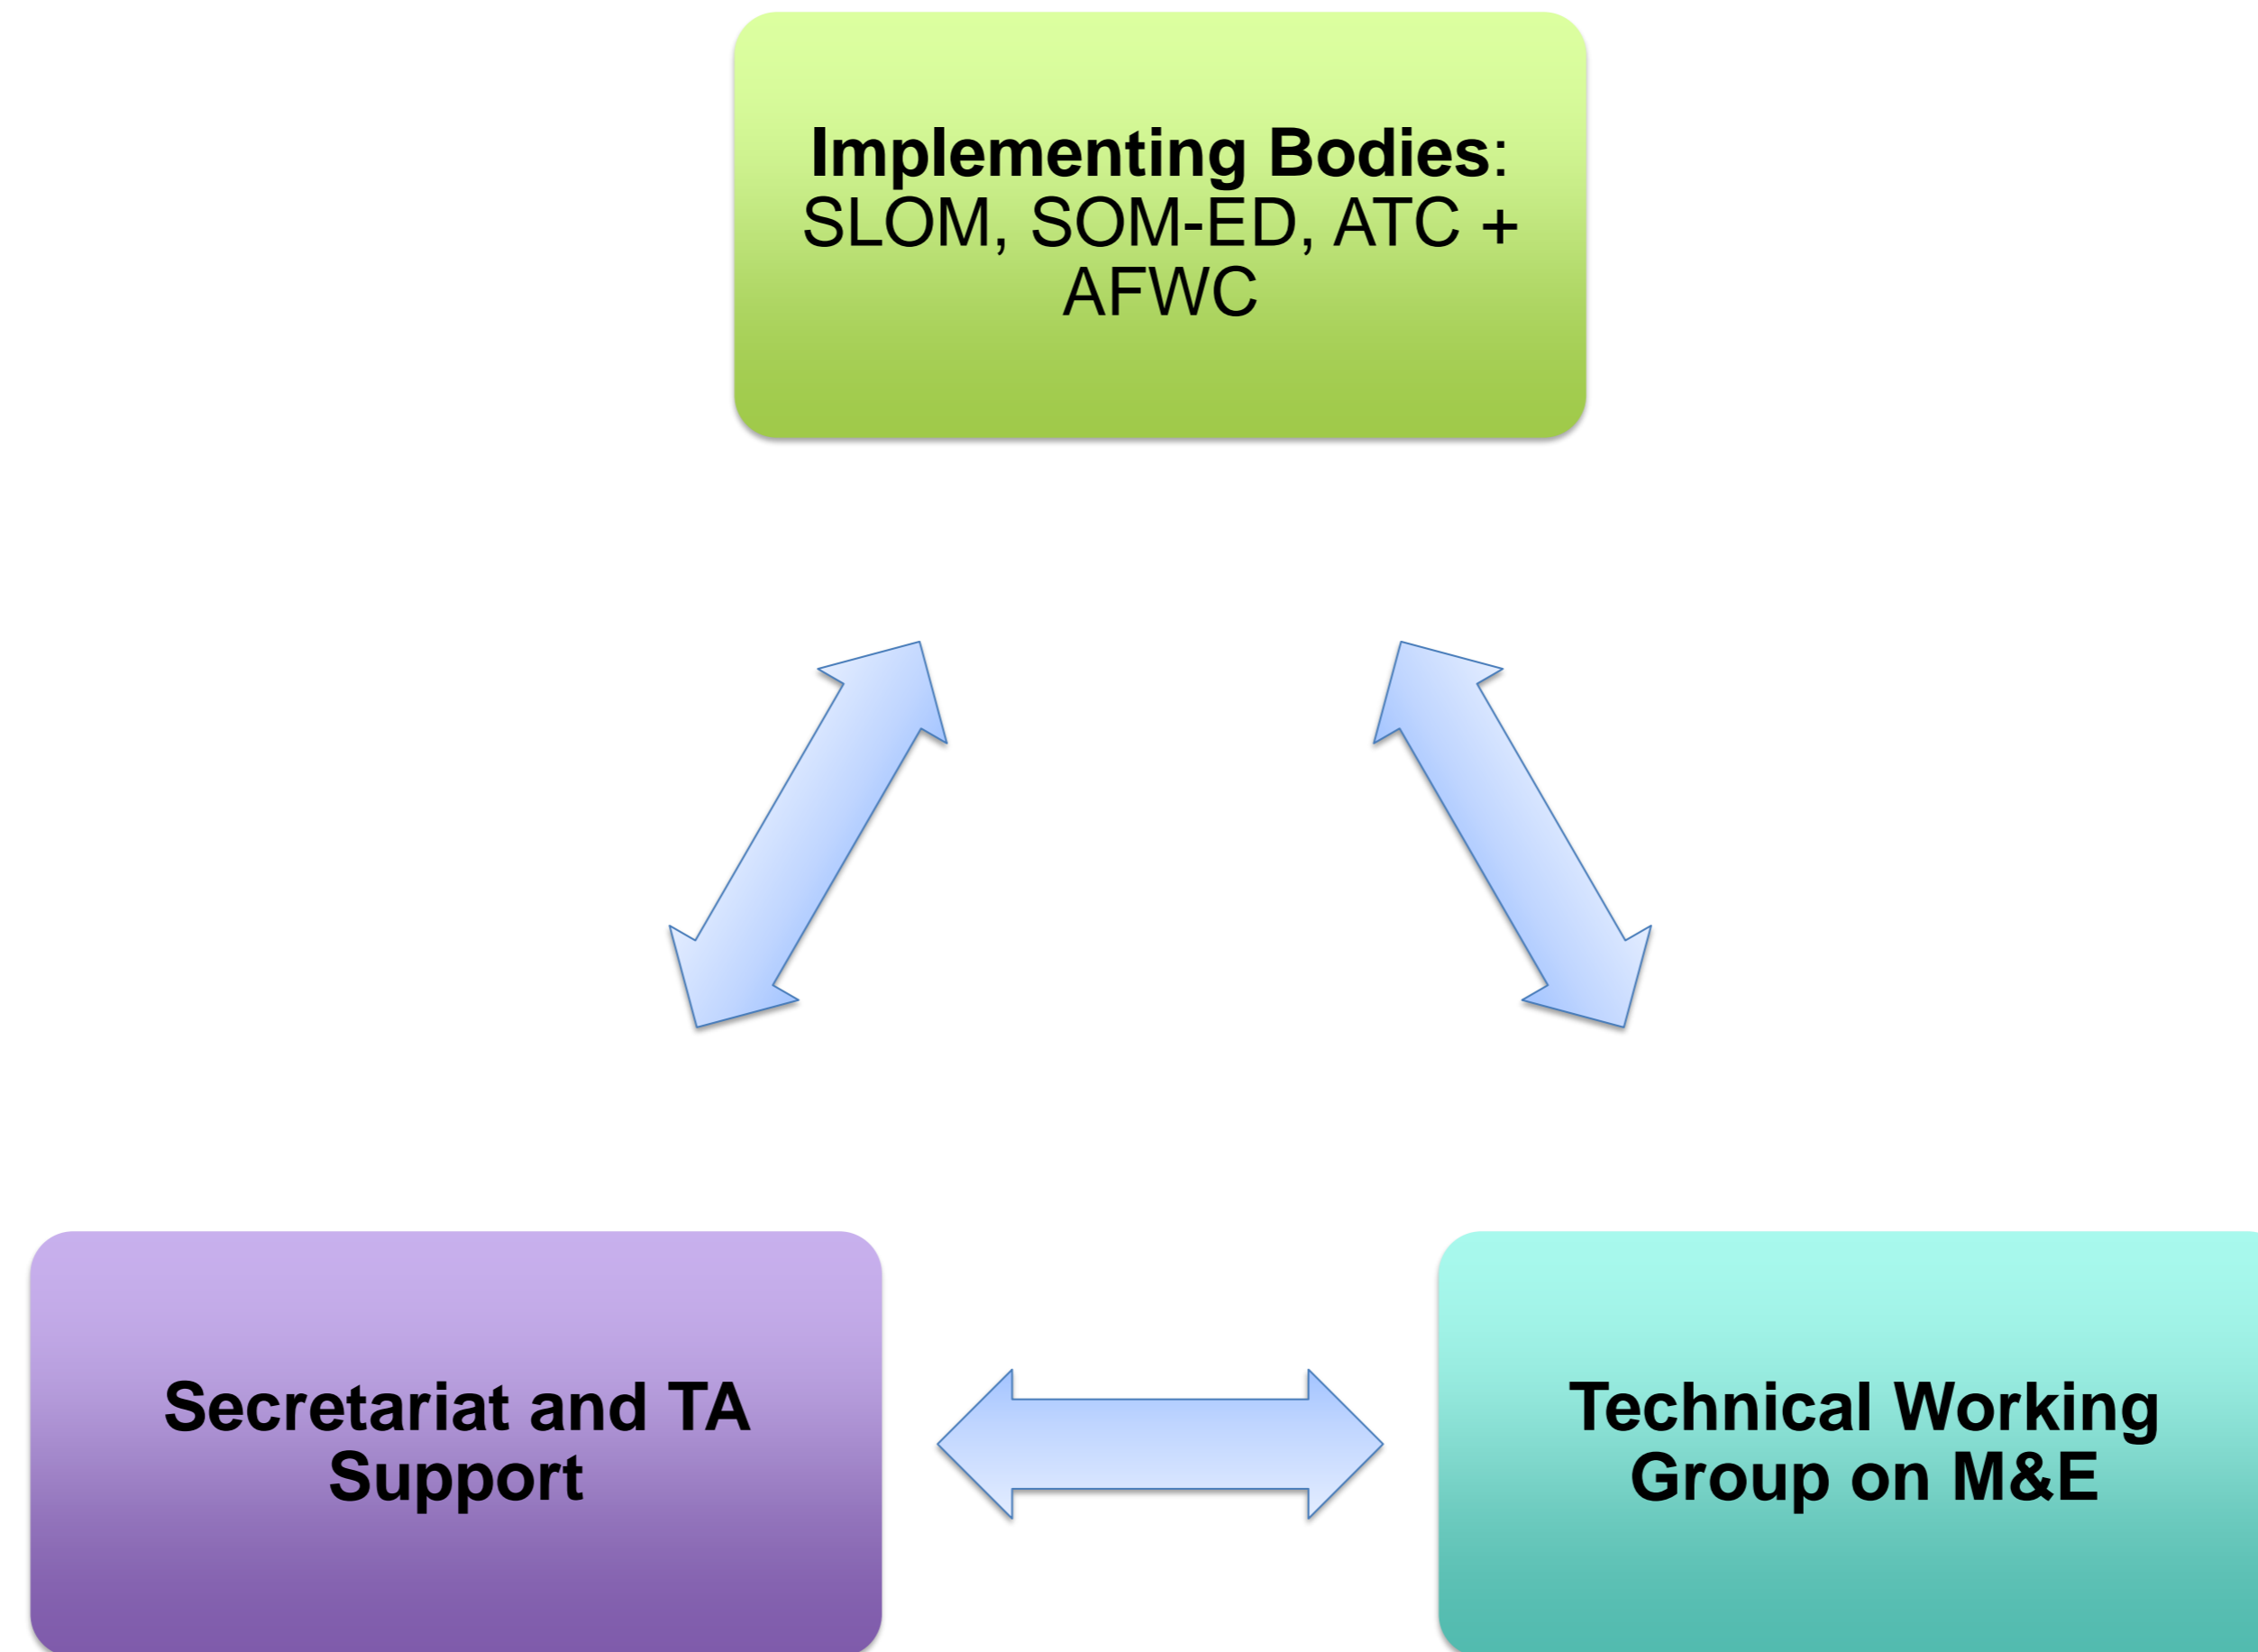 Implementing Bodies:
SLOM, SOM-ED, ATC +
AFWC
Secretariat and TA
Support
Technical Working
Group on M&E